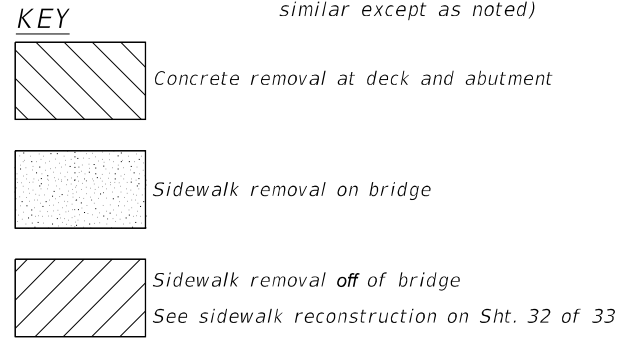 similar except as noted)
KEY
Concrete removal at deck and abutment
Sidewalk removal on bridge
Sidewalk removal off of bridge
See sidewalk reconstruction on Sht. 32 of 33